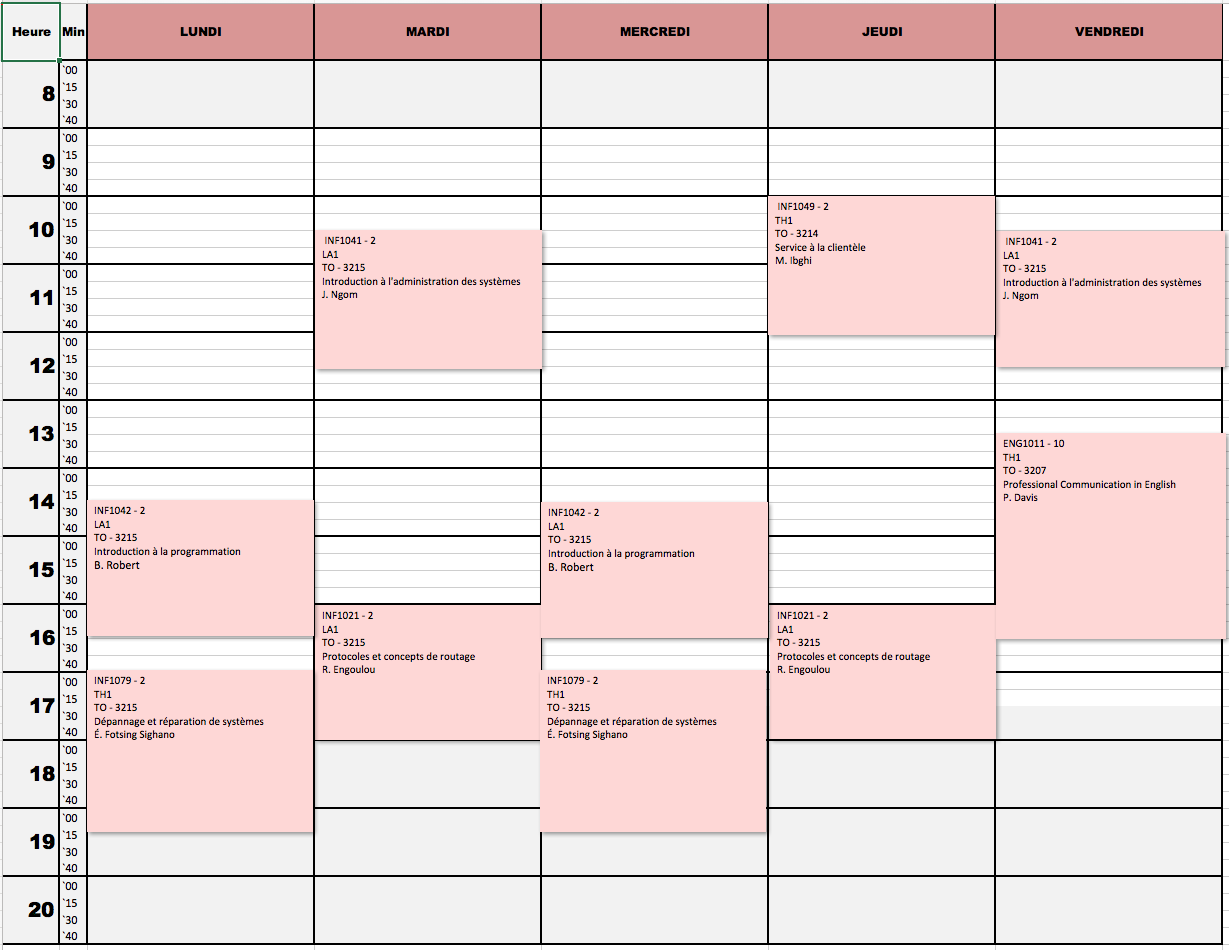 Heure Min LUNDI MARDI MERCREDI JEUDI VENDREDI
8
`00
`15
`30
`40
9
`00
`15
`30
`40
10
`00
`15
`30
`40
11
`00
`15
`30
`40
12
`00
`15
`30
`40
13
`00
`15
`30
`40
14
`00
`15
`30
`40
15
`00
`15
`30
`40
16
`00
`15
`30
`40
17
`00
`15
`30
`40
18
`00
`15
`30
`40
19
`00
`15
`30
`40
20
`00
`15
`30
`40
INF1042 - 2
LA1
TO - 3215
Introduction à la programmation
B. Robert
INF1079 - 2
TH1
TO - 3215
Dépannage et réparation de systèmes
É. Fotsing Sighano
INF1041 - 2
LA1
TO - 3215
Introduction à l'administration des systèmes
J. Ngom
INF1021 - 2
LA1
TO - 3215
Protocoles et concepts de routage
R. Engoulou
INF1042 - 2
LA1
TO - 3215
Introduction à la programmation
B. Robert
INF1079 - 2
TH1
TO - 3215
Dépannage et réparation de systèmes
É. Fotsing Sighano
INF1049 - 2
TH1
TO - 3214
Service à la clientèle
M. Ibghi
INF1021 - 2
LA1
TO - 3215
Protocoles et concepts de routage
R. Engoulou
INF1041 - 2
LA1
TO - 3215
Introduction à l'administration des systèmes
J. Ngom
ENG1011 - 10
TH1
TO - 3207
Professional Communication in English
P. Davis